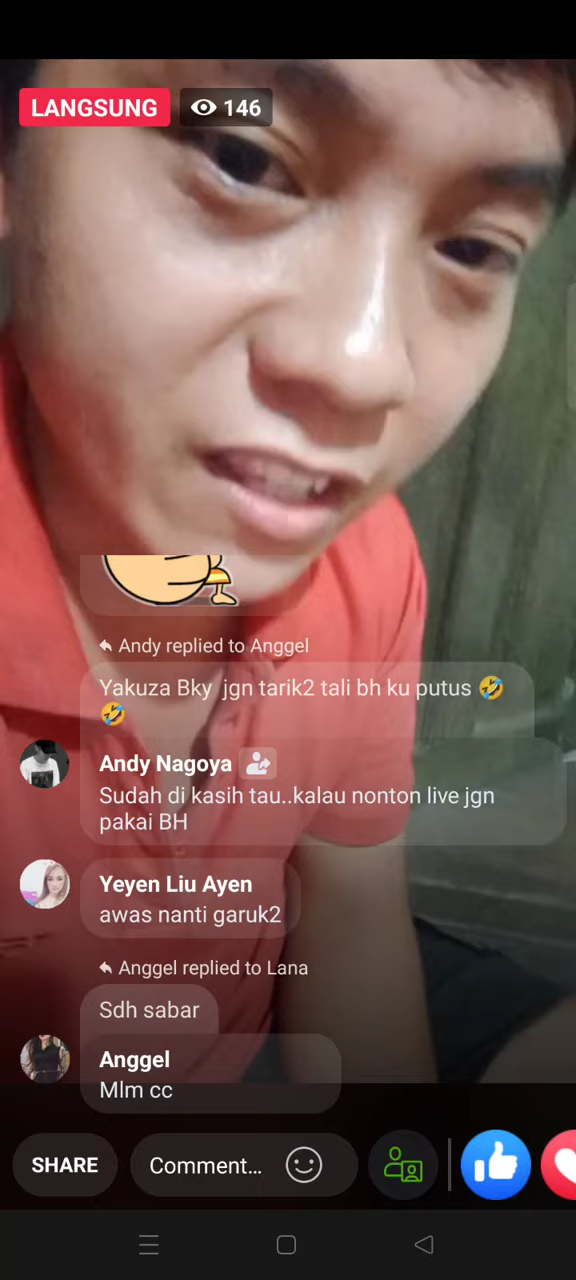 LANGSUNG 146
Andy replied to Anggel
Yakuza Bky jgn tarik2 tali bh ku putus 🤣
🤣
Andy Nagoya
Sudah di kasih tau..kalau nonton live jgn
pakai BH
Yeyen Liu Ayen
awas nanti garuk2
Anggel replied to Lana
Sdh sabar
Anggel
Mlm cc
SHARE Comment...